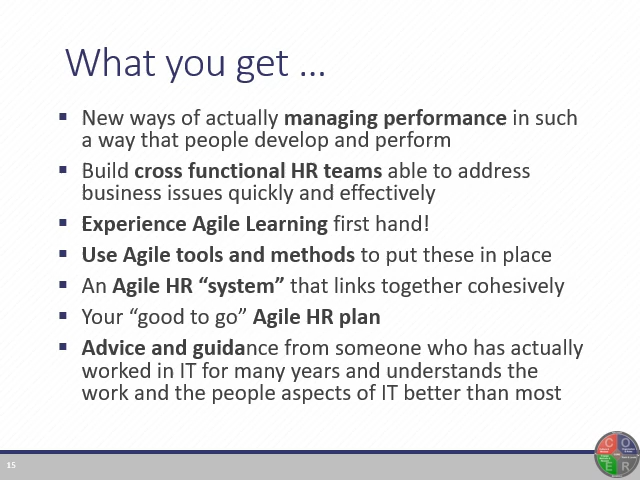 What you get ...
▪ New ways of actually managing performance in such
a way that people develop and perform
▪ Build cross functional HR teams able to address
business issues quickly and effectively
▪ Experience Agile Learning first hand!
▪ Use Agile tools and methods to put these in place
▪ An Agile HR “system” that links together cohesively
▪ Your “good to go” Agile HR plan
▪ Advice and guidance from someone who has actually
worked in IT for many years and understands the
work and the people aspects of IT better than most
15
C O
E R